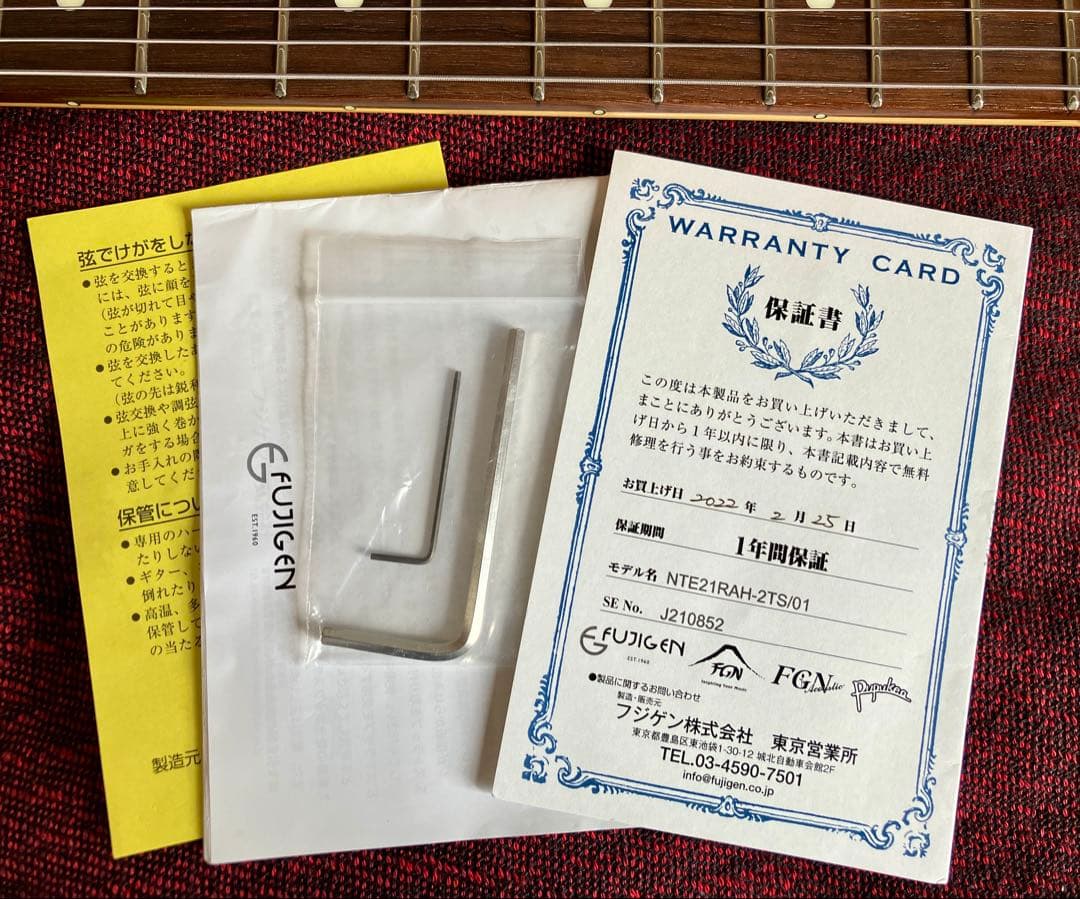 弦でけがをしな
●弦を交換すると
には、弦に顔を
(弦が切れて目や
ことがあります
の危険がありま
●弦を交換したあ
てください。
(弦の先は鋭利
●弦交換や調弦
上に強く巻か
ガをする場合
●お手入れの際
意してくだ
保管につい
●専用のハー
たりしない
●ギター、
倒れたり
●高温、多
保管して
の当たる
製造元
FUJIGEN
EST.1960
WARRANTY CARD
保証書
この度は本製品をお買い上げいただきまして、
まことにありがとうございます。本書はお買い上
げ日から1年以内に限り、本書記載内容で無料
修理を行う事をお約束するものです。
お買上げ日 2022 年 2 月 25 日
保証期間 1年間保証
モデル名 NTE21RAH-2TS/01
SE No. J210852
FUJIGEN
EST.1960
FGN
Inspiring Your Music
FGN Acoustic
●製品に関するお問い合わせ
製造・販売元
フジゲン株式会社 東京営業所
東京都豊島区東池袋1-30-12 城北自動車会館2F
TEL.03-4590-7501
info@fujigen.co.jp